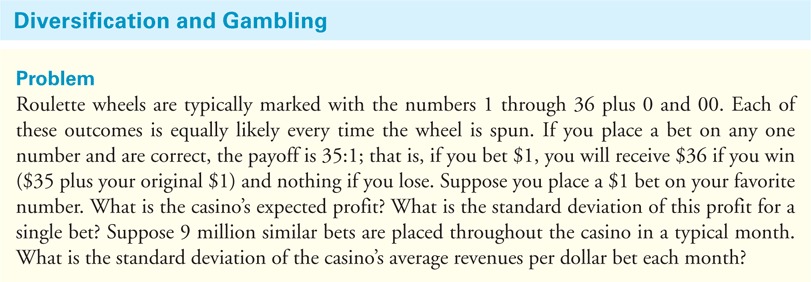 Diversification and Gambling
Problem
Roulette wheels are typically marked with the numbers 1 through 36 plus 0 and 00. Each of
these outcomes is equally likely every time the wheel is spun. If you place a bet on any one
number and are correct, the payoff is 35:1; that is, if you bet $1, you will receive $36 if you win
($35 plus your original $1) and nothing if you lose. Suppose you place a $1 bet on your favorite
number. What is the casino’s expected profit? What is the standard deviation of this profit for a
single bet? Suppose 9 million similar bets are placed throughout the casino in a typical month.
What is the standard deviation of the casino’s average revenues per dollar bet each month?